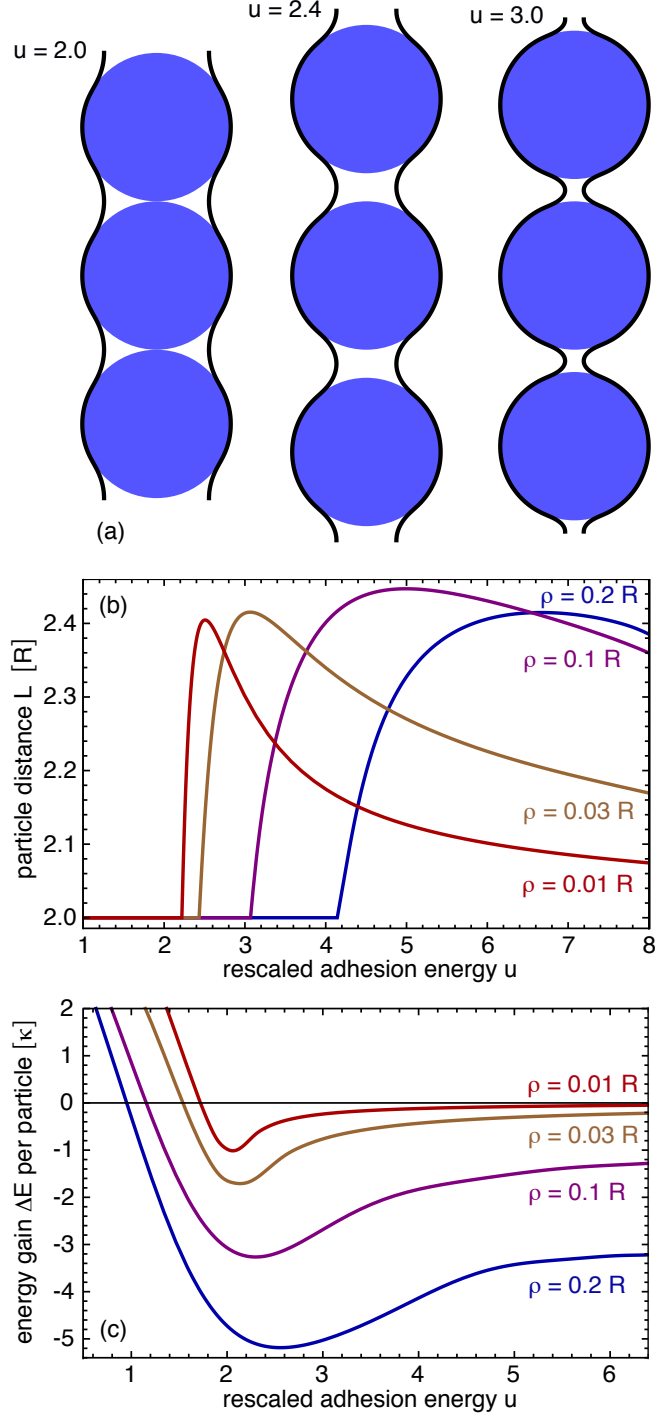 u = 2.0
u = 2.4
u = 3.0
(a)
(b)
ρ = 0.2 R
ρ = 0.1 R
ρ = 0.03 R
ρ = 0.01 R
particle distance L [R]
2.4
2.3
2.2
2.1
2.0
1 2 3 4 5 6 7 8
rescaled adhesion energy u
energy gain ΔE per particle [κ]
2
1
0
-1
-2
-3
-4
-5
ρ = 0.01 R
ρ = 0.03 R
ρ = 0.1 R
ρ = 0.2 R
(c)
1 2 3 4 5 6
rescaled adhesion energy u